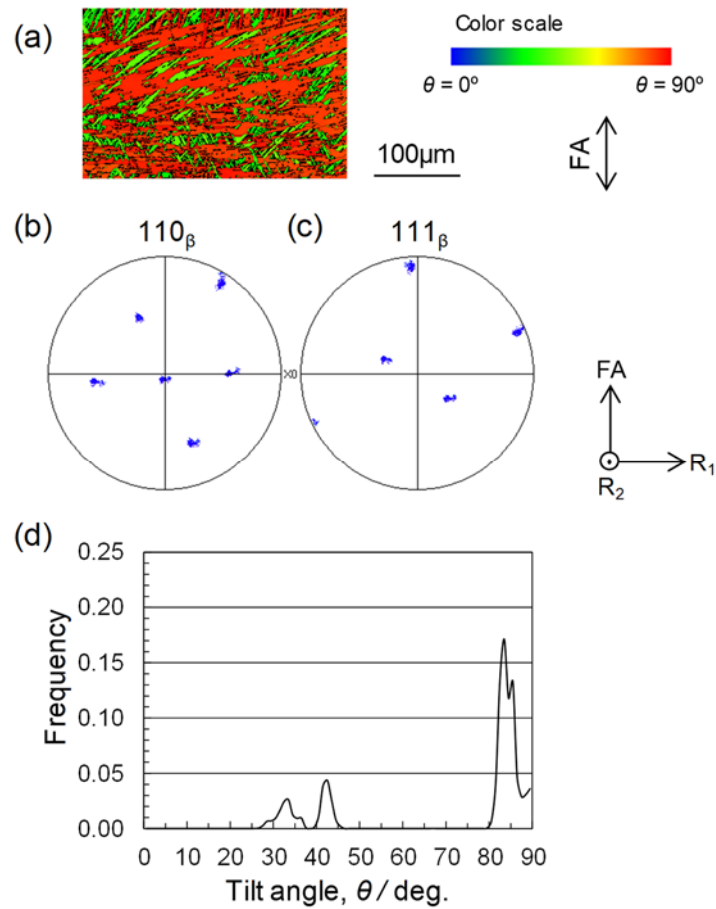 (a)
Color scale
θ = 0º
θ = 90º
100μm
FA
(b)
110β
(c)
111β
X0
FA
R1
R2
(d)
0.25
0.20
0.15
0.10
0.05
0.00
Frequency
0 10 20 30 40 50 60 70 80 90
Tilt angle, θ / deg.